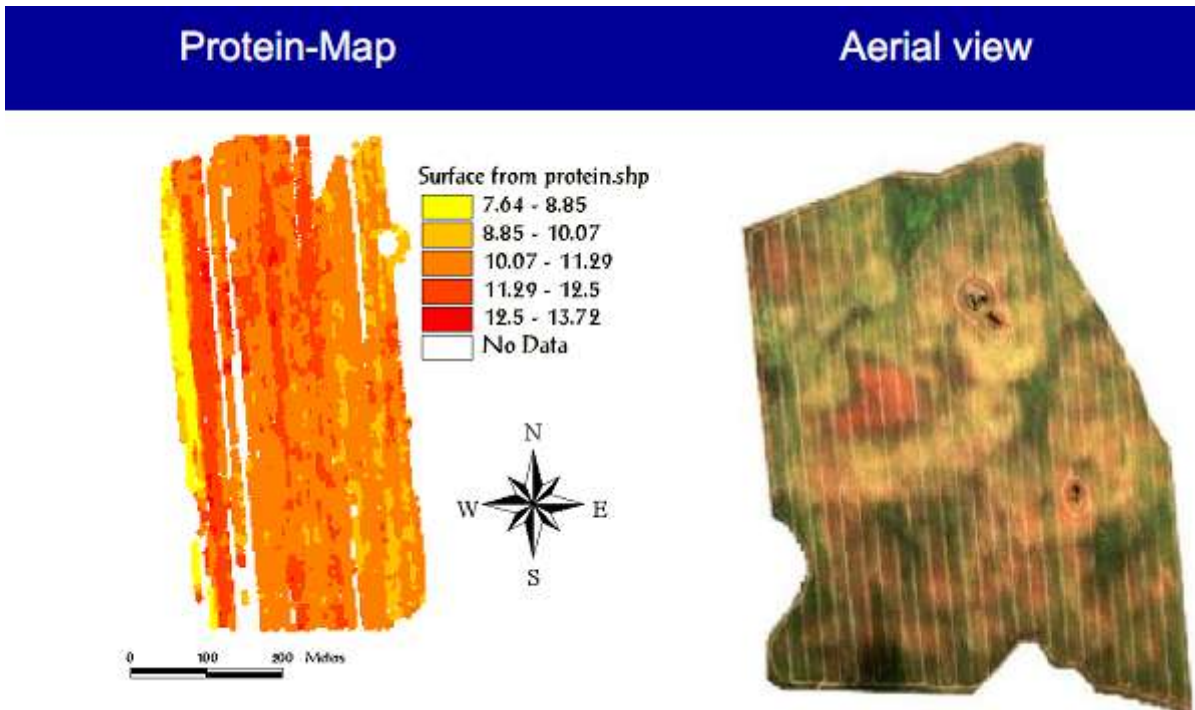 Protein-Map
Aerial view
Surface from protein.shp
7.64 - 8.85
8.85 - 10.07
10.07 - 11.29
11.29 - 12.5
12.5 - 13.72
No Data
N
W E
S
0 100 200 Meters